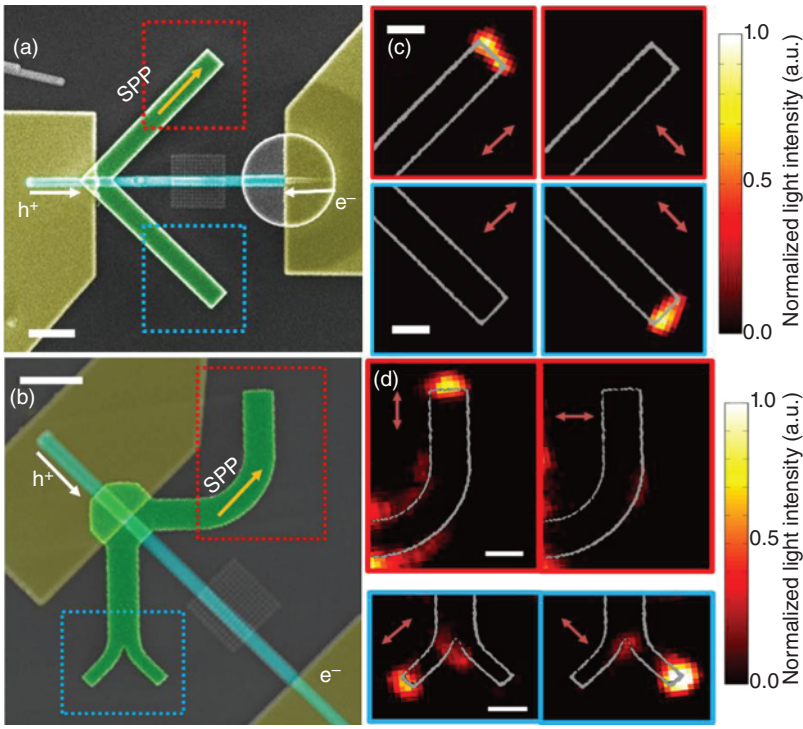 (a)
SPP
h+
e−
(b)
h+
SPP
e−
(c)
1.0
0.5
0.0
Normalized light intensity (a.u.)
(d)
1.0
0.5
0.0
Normalized light intensity (a.u.)